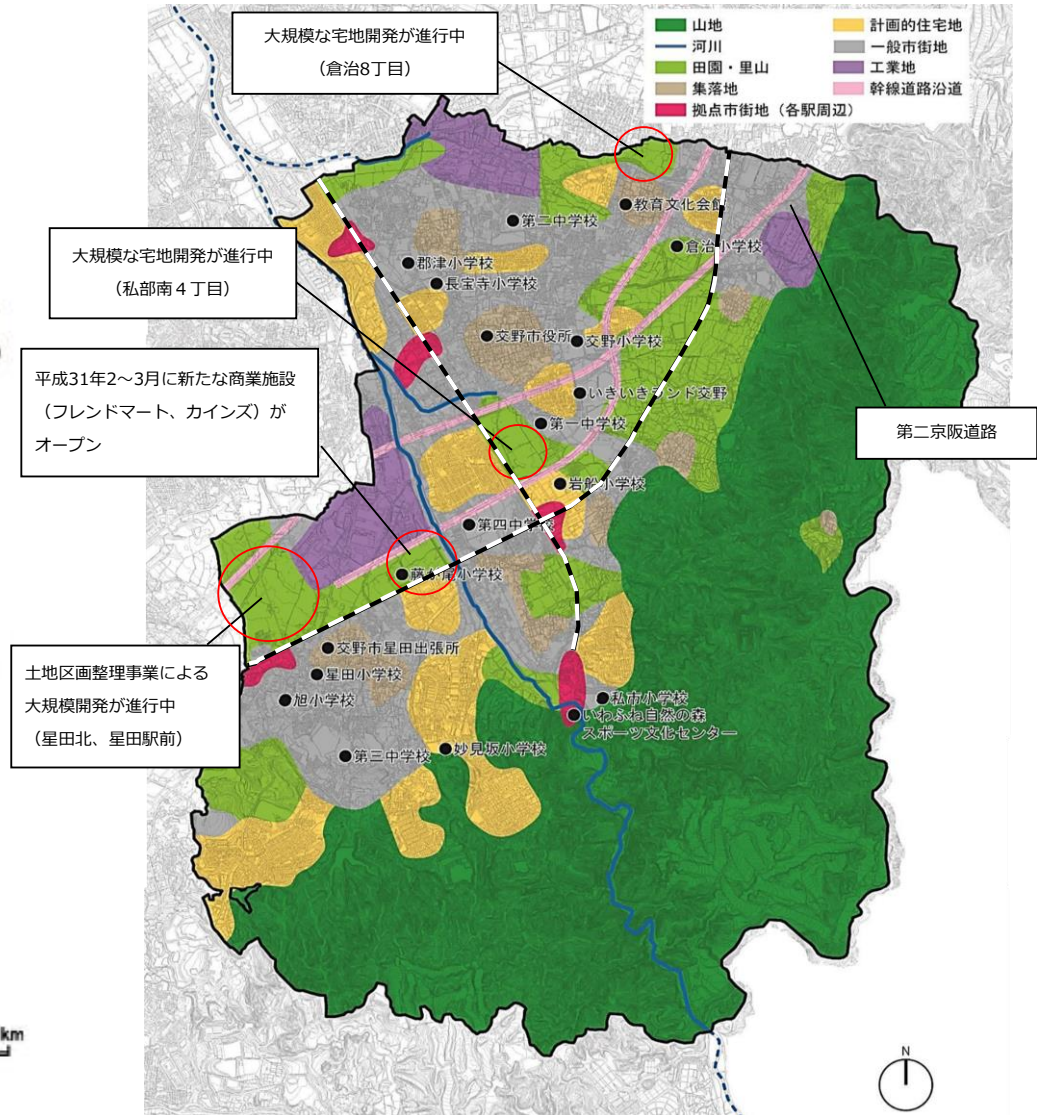 大規模な宅地開発が進行中
（倉治8丁目）
山地
河川
田園・里山
集落地
拠点市街地（各駅周辺）
計画的住宅地
一般市街地
工業地
幹線道路沿道
教育文化会館
第二中学校
倉治小学校
大規模な宅地開発が進行中
（私部南４丁目）
郡津小学校
長宝寺小学校
交野市役所
交野小学校
平成31年2～3月に新たな商業施設
（フレンドマート、カインズ）が
オープン
いきいきランド交野
第一中学校
第二京阪道路
岩船小学校
第四中学校
藤が尾小学校
土地区画整理事業による
大規模開発が進行中
（星田北、星田駅前）
交野市星田出張所
星田小学校
旭小学校
私市小学校
いわふね自然の森
スポーツ文化センター
妙見坂小学校
第三中学校
km
N